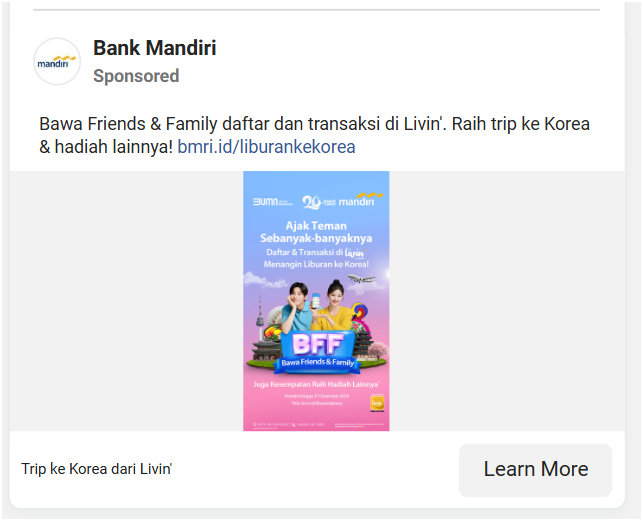 Bank Mandiri
mandiri
Sponsored
Bawa Friends & Family daftar dan transaksi di Livin'. Raih trip ke Korea
& hadiah lainnya! bmri.id/liburankekorea
BUMN
mandiri
Ajak Teman
Sebanyak-banyaknya
Daftar & Transaksi di Livin'
Menangin Liburan ke Korea!
BFF
Bawa Friends & Family
Juga Kesempatan Raih Hadiah Lainnya*
Trip ke Korea dari Livin'
Learn More